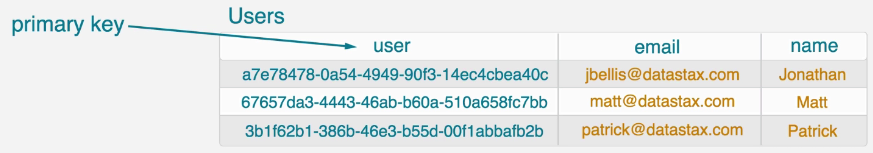 Users
primary key
user email name
a7e78478-0a54-4949-90f3-14ec4cbea40c jbellis@datastax.com Jonathan
67657da3-4443-46ab-b60a-510a658fc7bb matt@datastax.com Matt
3b1f62b1-386b-46e3-b55d-00f1abbafb2b patrick@datastax.com Patrick